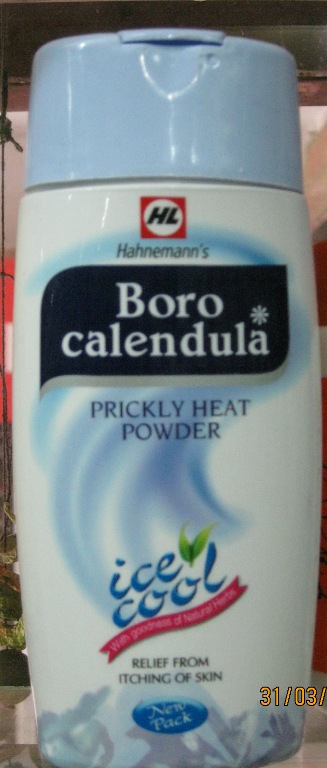 HL
Hahnemann's
Boro
calendula
PRICKLY HEAT
POWDER
ice
cool
With goodness of Natural Herbs
RELIEF FROM
ITCHING OF SKIN
New
Pack
31/03/